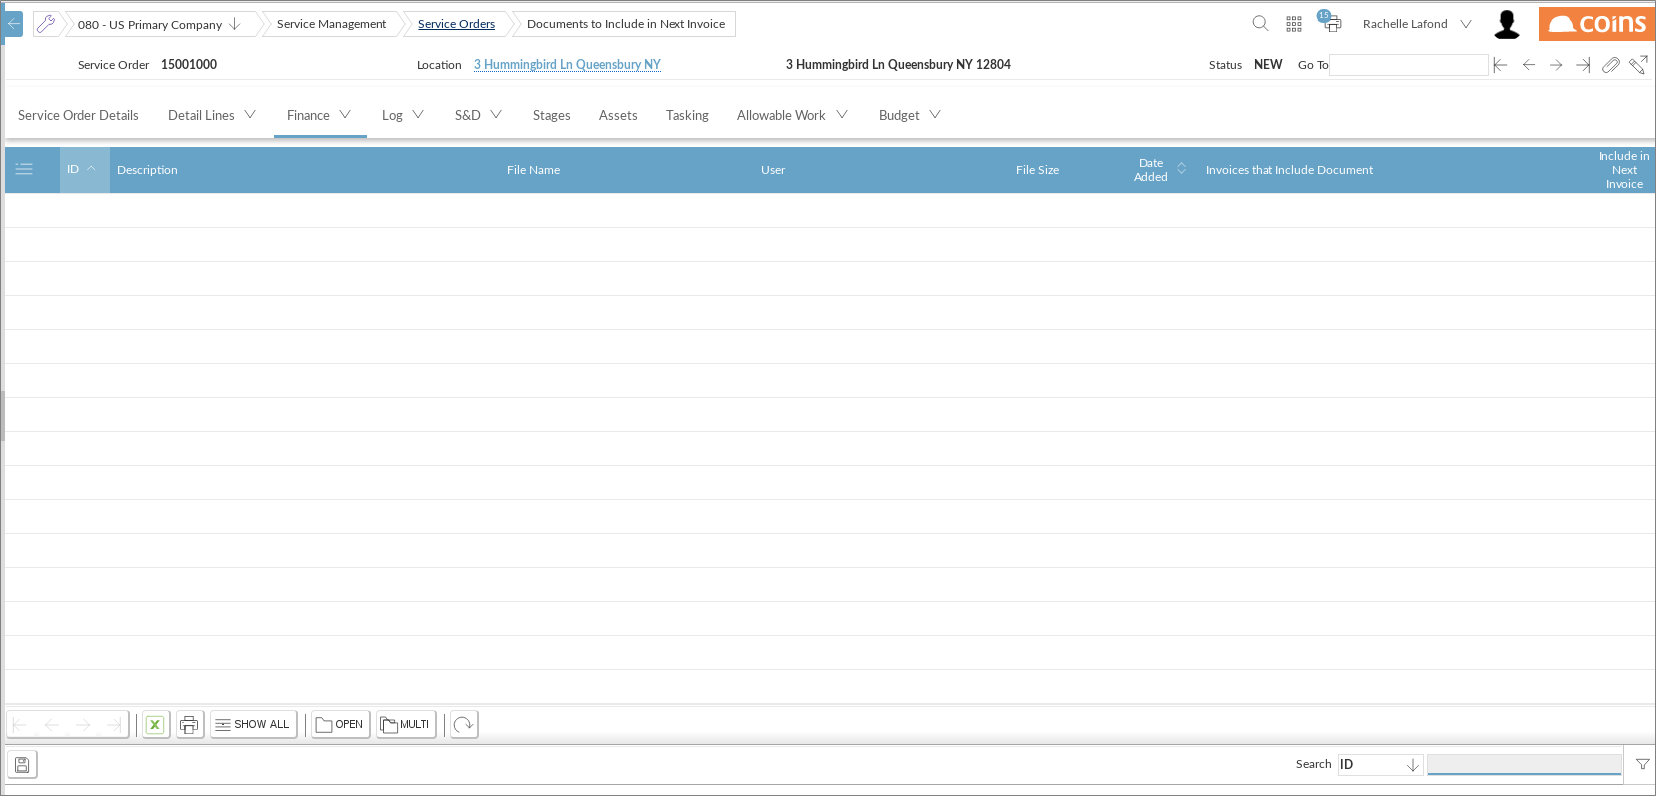 080 - US Primary Company Service Management Service Orders Documents to Include in Next Invoice 15 Rachelle Lafond coins
Service Order 15001000 Location 3 Hummingbird Ln Queensbury NY 3 Hummingbird Ln Queensbury NY 12804 Status NEW Go To
Service Order Details Detail Lines Finance Log S&D Stages Assets Tasking Allowable Work Budget
ID Description File Name User File Size Date Added Invoices that Include Document Include in Next Invoice
X SHOW ALL OPEN MULTI
Search ID